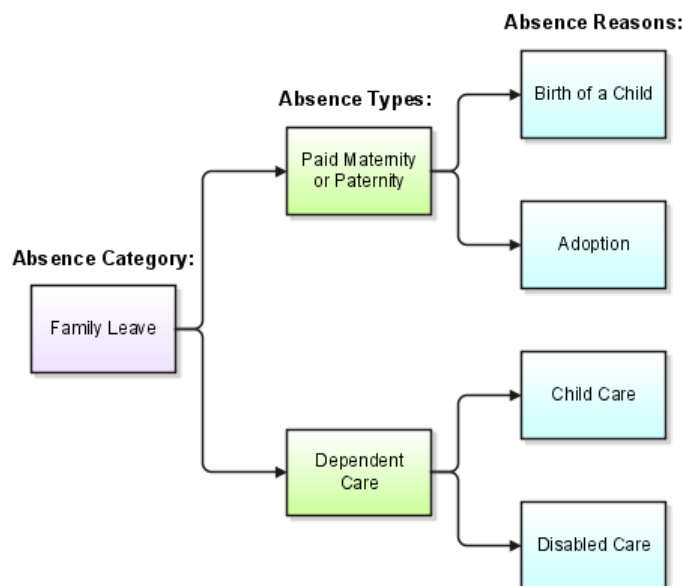 Absence Reasons:
Birth of a Child
Absence Types:
Paid Maternity
or Paternity
Adoption
Absence Category:
Family Leave
Child Care
Dependent
Care
Disabled Care